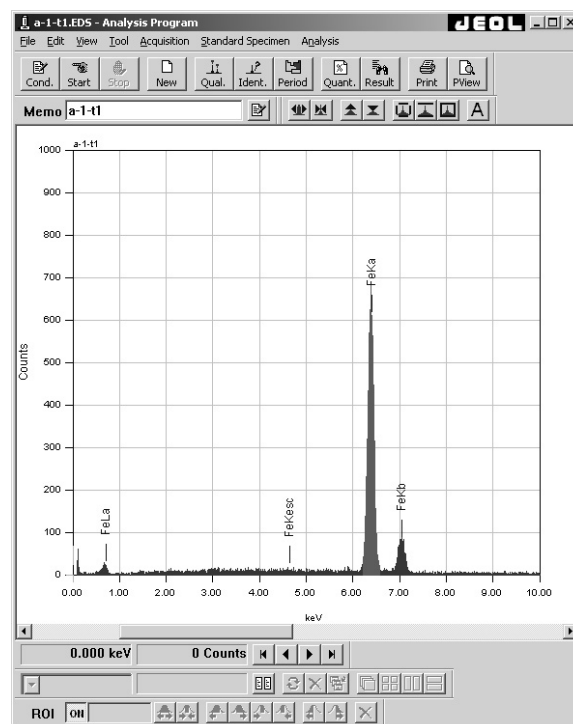 a-1-t1.EDS - Analysis Program JEOL
File Edit View Tool Acquisition Standard Specimen Analysis
Cond. Start Stop New Qual. Ident. Period Quant. Result Print PView
Memo a-1-t1 A
a-1-t1
1000
900
800
700
600
500
400
300
200
100
0
Counts
FeLa
FeKesc
FeKa
FeKb
0.00 1.00 2.00 3.00 4.00 5.00 6.00 7.00 8.00 9.00 10.00
keV
0.000 keV 0 Counts
ROI ON